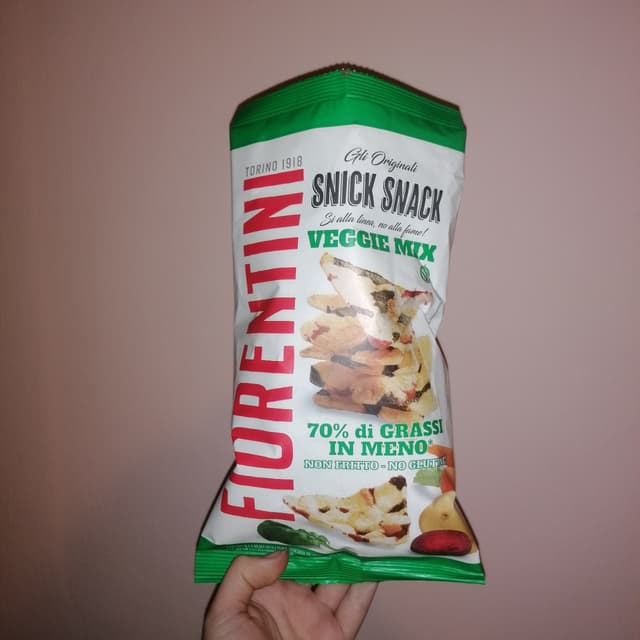 TORINO 1918
FIORENTINI
Gli Originali
SNICK SNACK
Sì alla linea, no alla fame!
VEGGIE MIX
70% di GRASSI
IN MENO*
NON FRITTO - NO GLUTINE